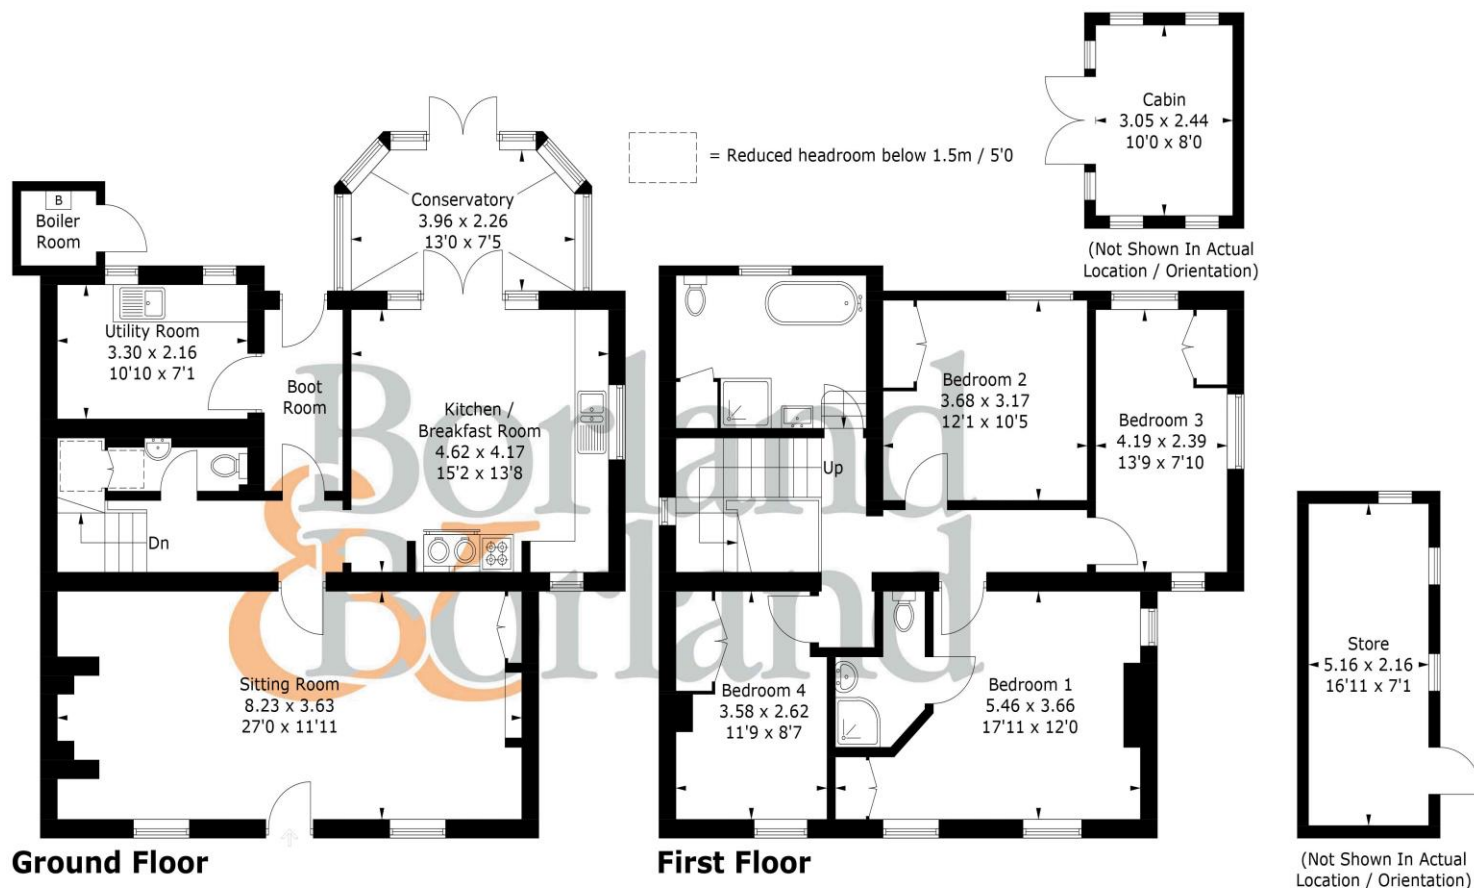 Cabin
3.05 x 2.44
10'0 x 8'0
(Not Shown In Actual
Location / Orientation)
= Reduced headroom below 1.5m / 5'0
Conservatory
3.96 x 2.26
13'0 x 7'5
B
Boiler
Room
Utility Room
3.30 x 2.16
10'10 x 7'1
Boot
Room
Kitchen /
Breakfast Room
4.62 x 4.17
15'2 x 13'8
Dn
Sitting Room
8.23 x 3.63
27'0 x 11'11
Ground Floor
Bedroom 2
3.68 x 3.17
12'1 x 10'5
Bedroom 3
4.19 x 2.39
13'9 x 7'10
Up
Bedroom 4
3.58 x 2.62
11'9 x 8'7
Bedroom 1
5.46 x 3.66
17'11 x 12'0
First Floor
Store
5.16 x 2.16
16'11 x 7'1
(Not Shown In Actual
Location / Orientation)
Borland
& Borland